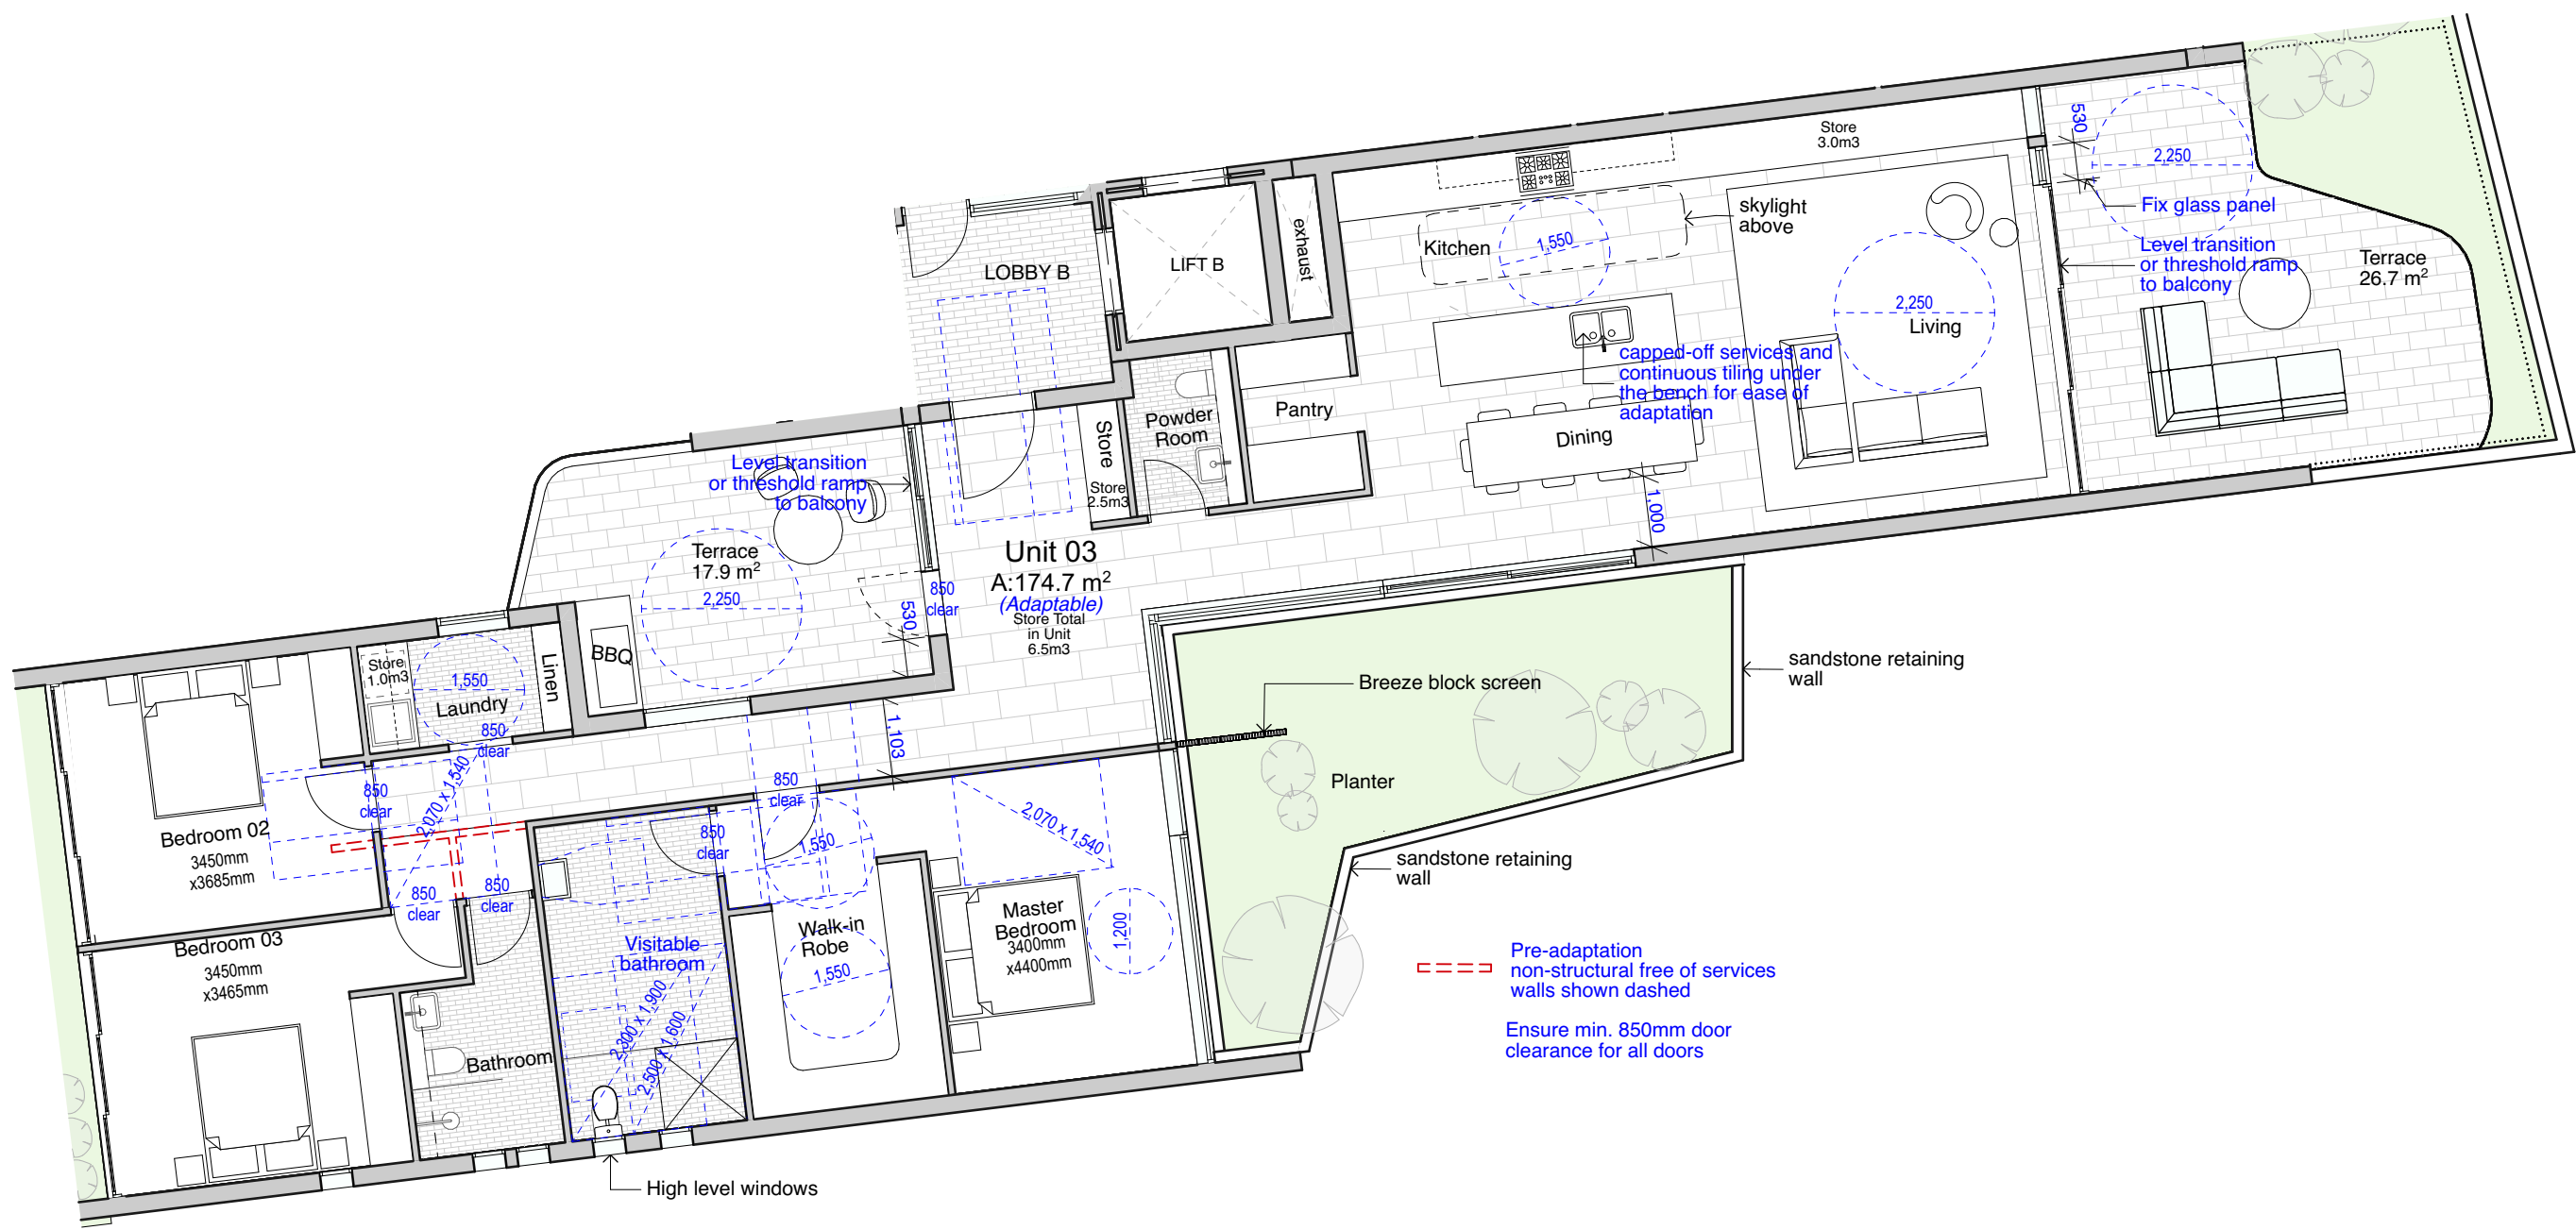 Store
3.0m3
530
2,250
Fix glass panel
Level transition
or threshold ramp
to balcony
Terrace
26.7 m²
skylight
above
Kitchen
1,550
exhaust
LIFT B
LOBBY B
2,250
Living
capped-off services and
continuous tiling under
the bench for ease of
adaptation
Pantry
Dining
1,000
Powder
Room
Store
Store
2.5m3
Level transition
or threshold ramp
to balcony
Terrace
17.9 m²
2,250
850
clear
530
Unit 03
A:174.7 m²
(Adaptable)
Store Total
in Unit
6.5m3
BBQ
Linen
Store
1.0m3
1,550
Laundry
850
clear
1,103
sandstone retaining
wall
Breeze block screen
Planter
2,070 x 1,540
850
clear
850
clear
850
clear
1,550
2,070 x 1,540
Bedroom 02
3450mm
x3685mm
850
clear
850
clear
sandstone retaining
wall
Bedroom 03
3450mm
x3465mm
Visitable
bathroom
Walk-in
Robe
1,550
Master
Bedroom
3400mm
x4400mm
1,200
Pre-adaptation
non-structural free of services
walls shown dashed
Ensure min. 850mm door
clearance for all doors
2,300 x 1,900
2,500 x 1,600
Bathroom
High level windows